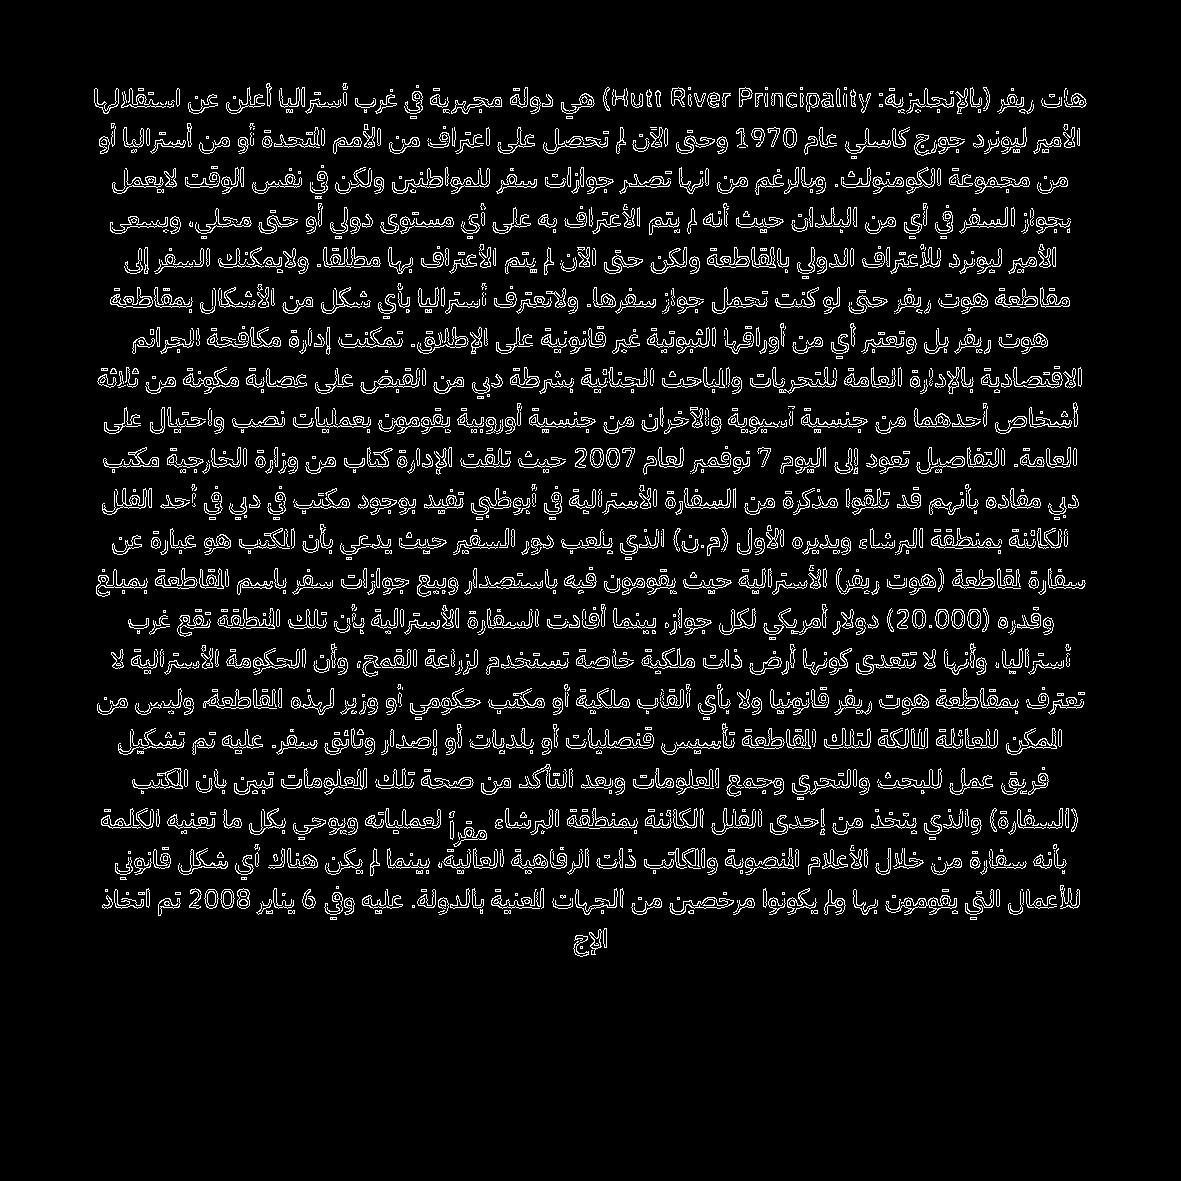 هات ريفر (بالإنجليزية: Hutt River Principality) هي دولة مجهرية في غرب أستراليا أعلن عن استقلالها
الأمير ليونرد جورج كاسلي عام 1970 وحتى الآن لم تحصل على اعتراف من الأمم المتحدة أو من أستراليا أو
من مجموعة الكومنولث. وبالرغم من انها تصدر جوازات سفر للمواطنين ولكن في نفس الوقت لايعمل
بجواز السفر في أي من البلدان حيث أنه لم يتم الأعتراف به على أي مستوى دولي أو حتى محلي، ويسعى
الأمير ليونرد للأعتراف الدولي بالمقاطعة ولكن حتى الآن لم يتم الأعتراف بها مطلقا. ولايمكنك السفر إلى
مقاطعة هوت ريفر حتى لو كنت تحمل جواز سفرها. ولاتعترف أستراليا بأي شكل من الأشكال بمقاطعة
هوت ريفر بل وتعتبر أي من أوراقها الثبوتية غير قانونية على الإطلاق. تمكنت إدارة مكافحة الجرائم
الاقتصادية بالإدارة العامة للتحريات والمباحث الجنائية بشرطة دبي من القبض على عصابة مكونة من ثلاثة
أشخاص أحدهما من جنسية آسيوية والآخران من جنسية أوروبية يقومون بعمليات نصب واحتيال على
العامة. التفاصيل تعود إلى اليوم 7 نوفمبر لعام 2007 حيث تلقت الإدارة كتاب من وزارة الخارجية مكتب
دبي مفاده بأنهم قد تلقوا مذكرة من السفارة الأسترالية في أبوظبي تفيد بوجود مكتب في دبي في أحد الفلل
الكائنة بمنطقة البرشاء ويديره الأول (م.ن) الذي يلعب دور السفير حيث يدعي بأن المكتب هو عبارة عن
سفارة لمقاطعة (هوت ريفر) الأسترالية حيث يقومون فيه باستصدار وبيع جوازات سفر باسم المقاطعة بمبلغ
وقدره (20.000) دولار أمريكي لكل جواز، بينما أفادت السفارة الأسترالية بأن تلك المنطقة تقع غرب
أستراليا، وأنها لا تتعدى كونها أرض ذات ملكية خاصة تستخدم لزراعة القمح، وأن الحكومة الأسترالية لا
تعترف بمقاطعة هوت ريفر قانونيا ولا بأي ألقاب ملكية أو مكتب حكومي أو وزير لهذه المقاطعة، وليس من
الممكن للعائلة المالكة لتلك المقاطعة تأسيس قنصليات أو بلديات أو إصدار وثائق سفر. عليه تم تشكيل
فريق عمل للبحث والتحري وجمع المعلومات وبعد التأكد من صحة تلك المعلومات تبين بان المكتب
(السفارة) والذي يتخذ من إحدى الفلل الكائنة بمنطقة البرشاء مقراً لعملياته ويوحي بكل ما تعنيه الكلمة
بأنه سفارة من خلال الأعلام المنصوبة والمكاتب ذات الرفاهية العالية، بينما لم يكن هناك أي شكل قانوني
للأعمال التي يقومون بها ولم يكونوا مرخصين من الجهات المعنية بالدولة. عليه وفي 6 يناير 2008 تم اتخاذ
الإج